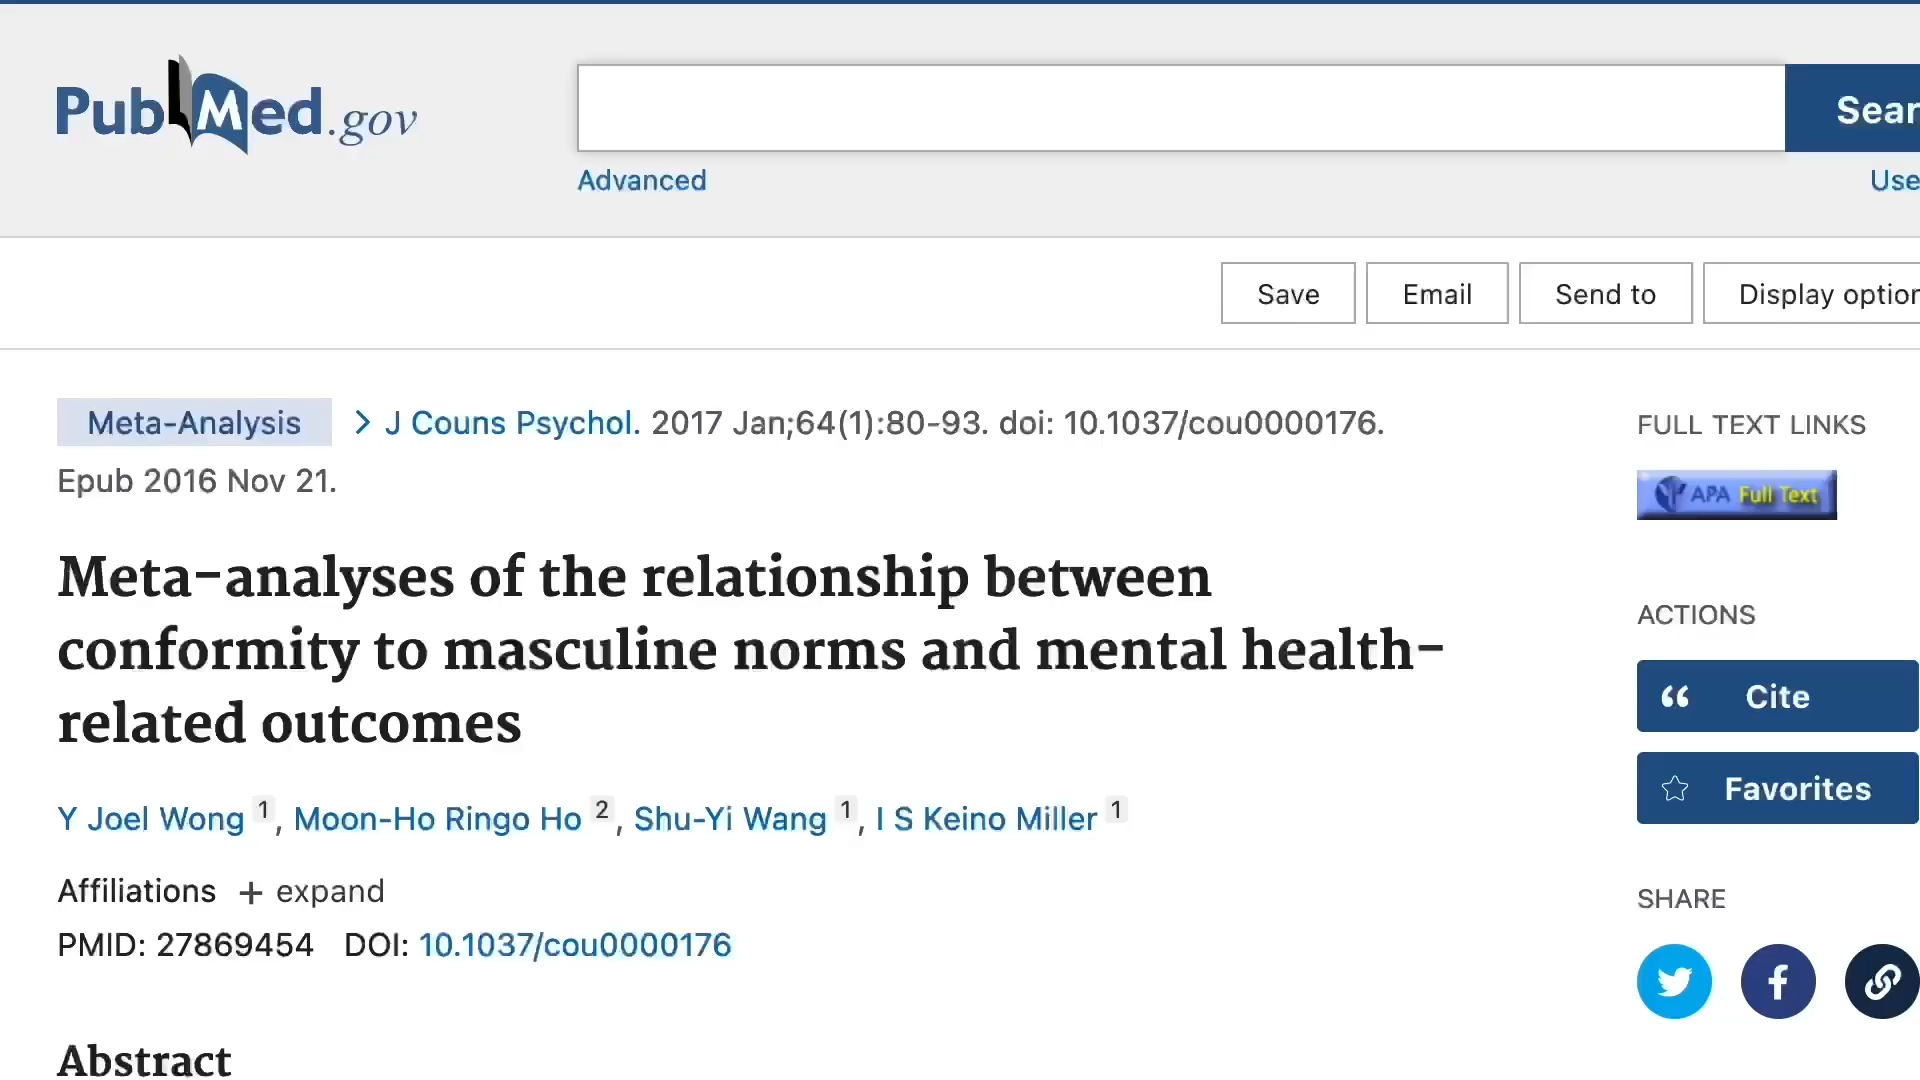 PubMed.gov
Sear
Advanced
Use
Save
Email
Send to
Display option
Meta-Analysis
J Couns Psychol. 2017 Jan;64(1):80-93. doi: 10.1037/cou0000176.
Epub 2016 Nov 21.
Meta-analyses of the relationship between
conformity to masculine norms and mental health-
related outcomes
Y Joel Wong 1, Moon-Ho Ringo Ho 2, Shu-Yi Wang 1, I S Keino Miller 1
Affiliations + expand
PMID: 27869454 DOI: 10.1037/cou0000176
Abstract
FULL TEXT LINKS
APA Full Text
ACTIONS
Cite
Favorites
SHARE